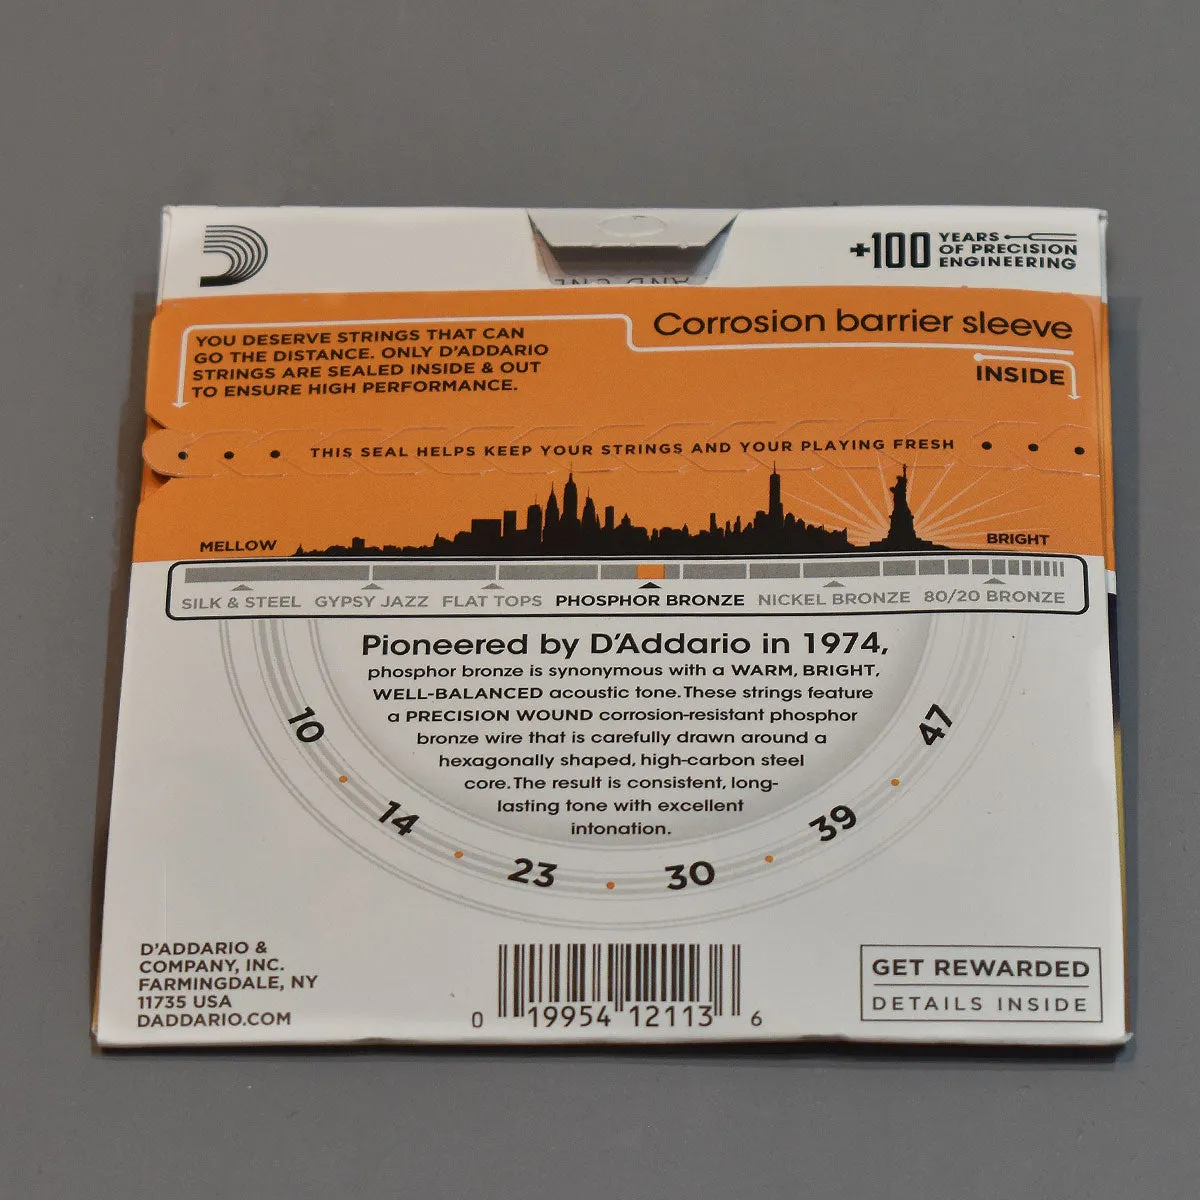 +100 YEARS
OF PRECISION
ENGINEERING
AND ONE
Corrosion barrier sleeve
INSIDE
YOU DESERVE STRINGS THAT CAN
GO THE DISTANCE. ONLY D'ADDARIO
STRINGS ARE SEALED INSIDE & OUT
TO ENSURE HIGH PERFORMANCE.
THIS SEAL HELPS KEEP YOUR STRINGS AND YOUR PLAYING FRESH
MELLOW
BRIGHT
SILK & STEEL GYPSY JAZZ FLAT TOPS PHOSPHOR BRONZE NICKEL BRONZE 80/20 BRONZE
Pioneered by D'Addario in 1974,
phosphor bronze is synonymous with a WARM, BRIGHT,
WELL-BALANCED acoustic tone. These strings feature
a PRECISION WOUND corrosion-resistant phosphor
bronze wire that is carefully drawn around a
hexagonally shaped, high-carbon steel
core. The result is consistent, long-
lasting tone with excellent
intonation.
10
14
23
30
39
47
D'ADDARIO &
COMPANY, INC.
FARMINGDALE, NY
11735 USA
DADDARIO.COM
0 19954 12113 6
GET REWARDED
DETAILS INSIDE